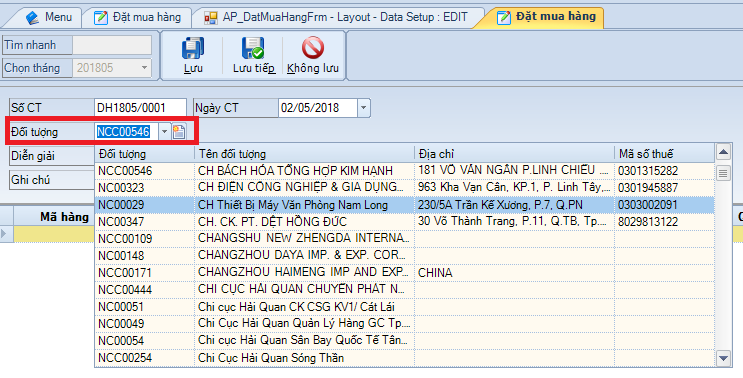 Menu Đặt mua hàng AP_DatMuaHangFrm - Layout - Data Setup : EDIT Đặt mua hàng
Tìm nhanh
Chọn tháng 201805
Lưu Lưu tiếp Không lưu
Số CT DH1805/0001 Ngày CT 02/05/2018
Đối tượng NCC00546
Diễn giải
Ghi chú
Mã hàng
Đối tượng Tên đối tượng Địa chỉ Mã số thuế
NCC00546 CH BÁCH HÓA TỔNG HỢP KIM HẠNH 181 VÕ VĂN NGÂN P.LINH CHIỂU .... 0301315282
NCC00323 CH ĐIỆN CÔNG NGHIỆP & GIA DỤNG... 963 Kha Vạn Cân, KP.1, P. Linh Tây,... 0301945887
NCC00029 CH Thiết Bị Máy Văn Phòng Nam Long 230/5A Trần Kế Xương, P.7, Q.PN 0303002091
NCC00347 CH. CK. PT. DỆT HỒNG ĐỨC 30 Võ Thành Trang, P.11, Q.TB, Tp.... 8029813122
NCC00109 CHANGSHU NEW ZHENGDA INTERNA...
NCC00148 CHANGZHOU DAYA IMP. & EXP. COR...
NCC00171 CHANGZHOU HAIMENG IMP AND EXP... CHINA
NCC00444 CHI CỤC HẢI QUAN CHUYỂN PHÁT N...
NC00051 Chi cục Hải Quan CK CSG KV1/ Cát Lái
NC00049 Chi Cục Hải Quan Quản Lý Hàng GC Tp....
NC00054 Chi cục Hải Quan Sân Bay Quốc Tế Tân...
NCC00254 Chi Cục Hải Quan Sóng Thần